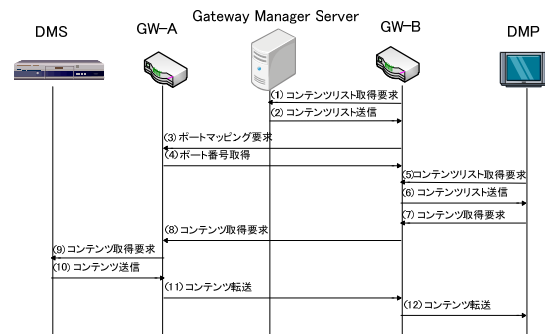 Gateway Manager Server
DMS
GW-A
GW-B
DMP
(1) コンテンツリスト取得要求
(2) コンテンツリスト送信
(3) ポートマッピング要求
(4) ポート番号取得
(5)コンテンツリスト取得要求
(6) コンテンツリスト送信
(7) コンテンツ取得要求
(8) コンテンツ取得要求
(9) コンテンツ取得要求
(10) コンテンツ送信
(11) コンテンツ転送
(12) コンテンツ転送